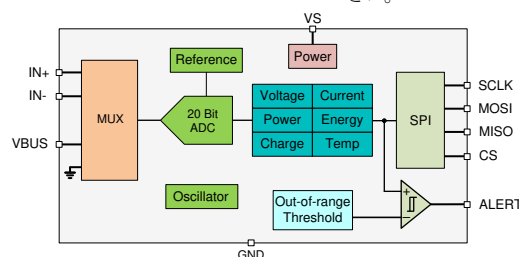 VS
Power
Reference
IN+
IN-
VBUS
MUX
20 Bit
ADC
Voltage Current
Power Energy
Charge Temp
SPI
SCLK
MOSI
MISO
CS
Oscillator
Out-of-range
Threshold
+
−
ALERT
GND